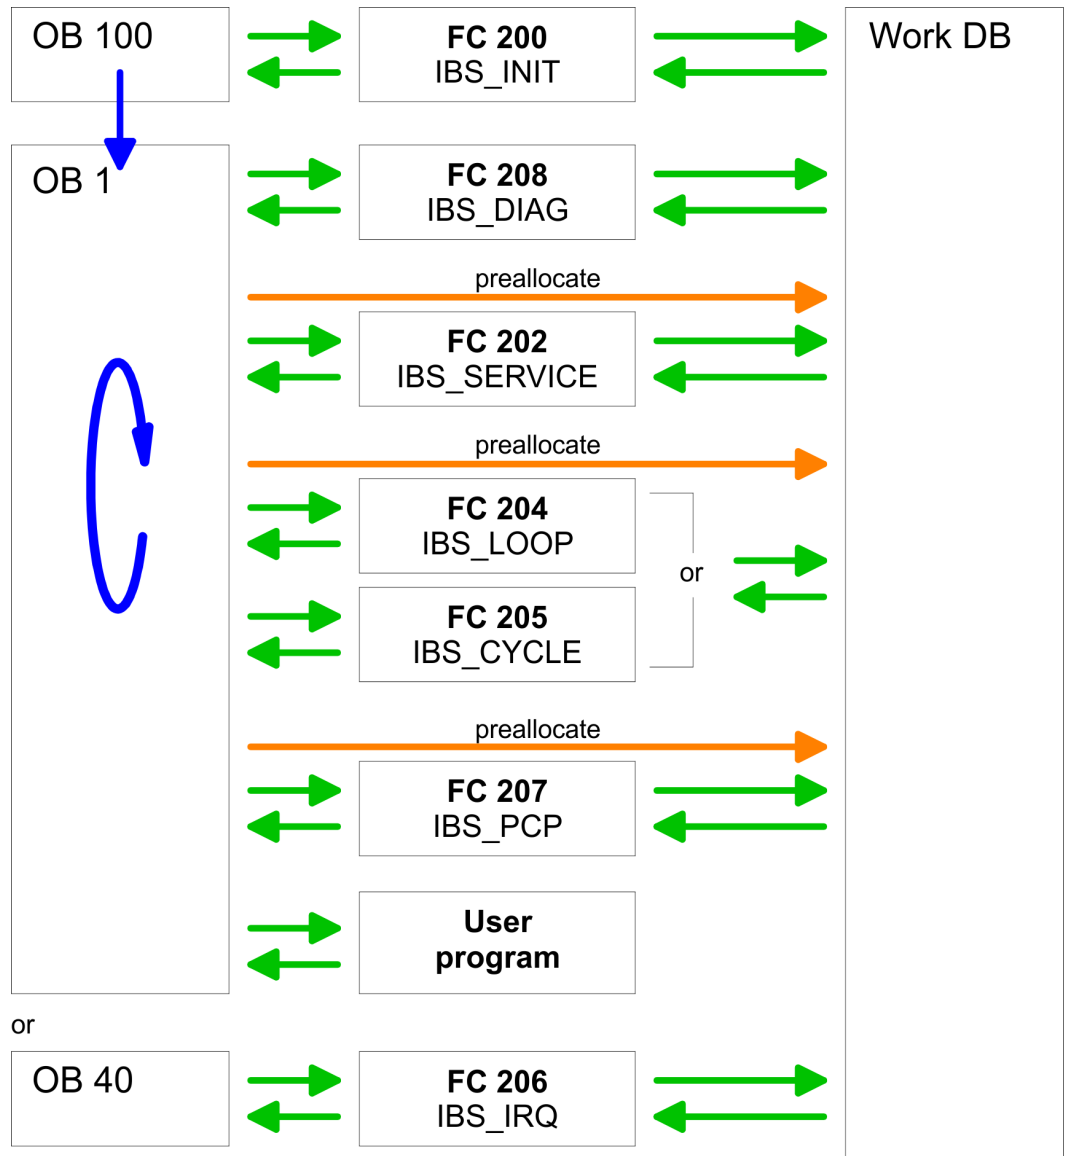 OB 100
FC 200
IBS_INIT
Work DB
OB 1
FC 208
IBS_DIAG
preallocate
FC 202
IBS_SERVICE
preallocate
FC 204
IBS_LOOP
or
FC 205
IBS_CYCLE
preallocate
FC 207
IBS_PCP
User
program
or
OB 40
FC 206
IBS_IRQ